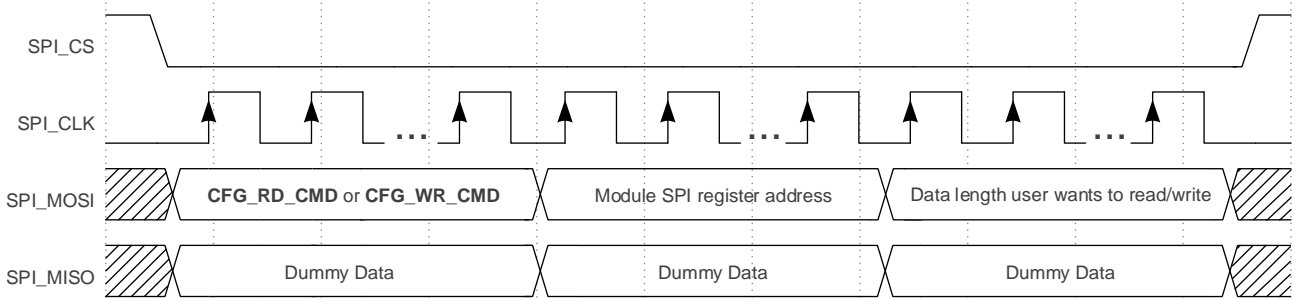 SPI_CS
SPI_CLK
... ... ...
SPI_MOSI CFG_RD_CMD or CFG_WR_CMD Module SPI register address Data length user wants to read/write
SPI_MISO Dummy Data Dummy Data Dummy Data